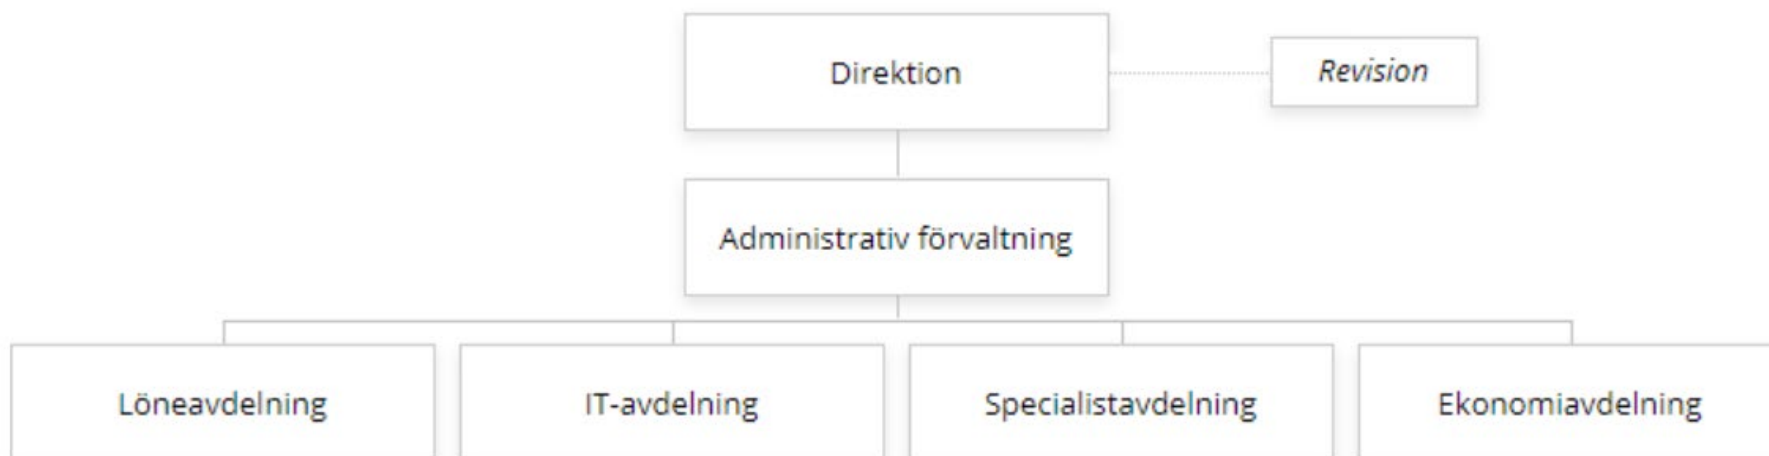 Direktion
Revision
Administrativ förvaltning
Löneavdelning
IT-avdelning
Specialistavdelning
Ekonomiavdelning